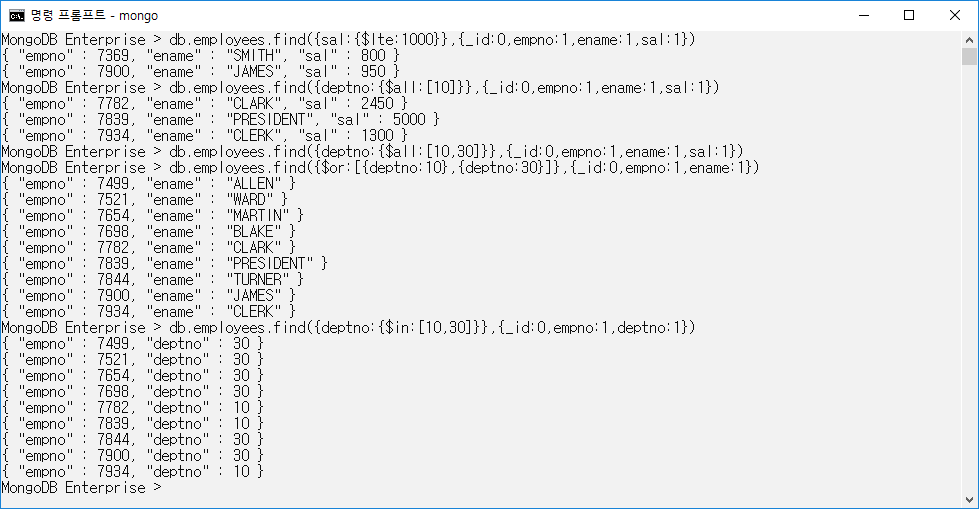 명령 프롬프트 - mongo
MongoDB Enterprise > db.employees.find({sal:{$lte:1000}},{_id:0,empno:1,ename:1,sal:1})
{ "empno" : 7369, "ename" : "SMITH", "sal" : 800 }
{ "empno" : 7900, "ename" : "JAMES", "sal" : 950 }
MongoDB Enterprise > db.employees.find({deptno:{$all:[10]}},{_id:0,empno:1,ename:1,sal:1})
{ "empno" : 7782, "ename" : "CLARK", "sal" : 2450 }
{ "empno" : 7839, "ename" : "PRESIDENT", "sal" : 5000 }
{ "empno" : 7934, "ename" : "CLERK", "sal" : 1300 }
MongoDB Enterprise > db.employees.find({deptno:{$all:[10,30]}},{_id:0,empno:1,ename:1,sal:1})
MongoDB Enterprise > db.employees.find({$or:[{deptno:10},{deptno:30}]},{_id:0,empno:1,ename:1})
{ "empno" : 7499, "ename" : "ALLEN" }
{ "empno" : 7521, "ename" : "WARD" }
{ "empno" : 7654, "ename" : "MARTIN" }
{ "empno" : 7698, "ename" : "BLAKE" }
{ "empno" : 7782, "ename" : "CLARK" }
{ "empno" : 7839, "ename" : "PRESIDENT" }
{ "empno" : 7844, "ename" : "TURNER" }
{ "empno" : 7900, "ename" : "JAMES" }
{ "empno" : 7934, "ename" : "CLERK" }
MongoDB Enterprise > db.employees.find({deptno:{$in:[10,30]}},{_id:0,empno:1,deptno:1})
{ "empno" : 7499, "deptno" : 30 }
{ "empno" : 7521, "deptno" : 30 }
{ "empno" : 7654, "deptno" : 30 }
{ "empno" : 7698, "deptno" : 30 }
{ "empno" : 7782, "deptno" : 10 }
{ "empno" : 7839, "deptno" : 10 }
{ "empno" : 7844, "deptno" : 30 }
{ "empno" : 7900, "deptno" : 30 }
{ "empno" : 7934, "deptno" : 10 }
MongoDB Enterprise >